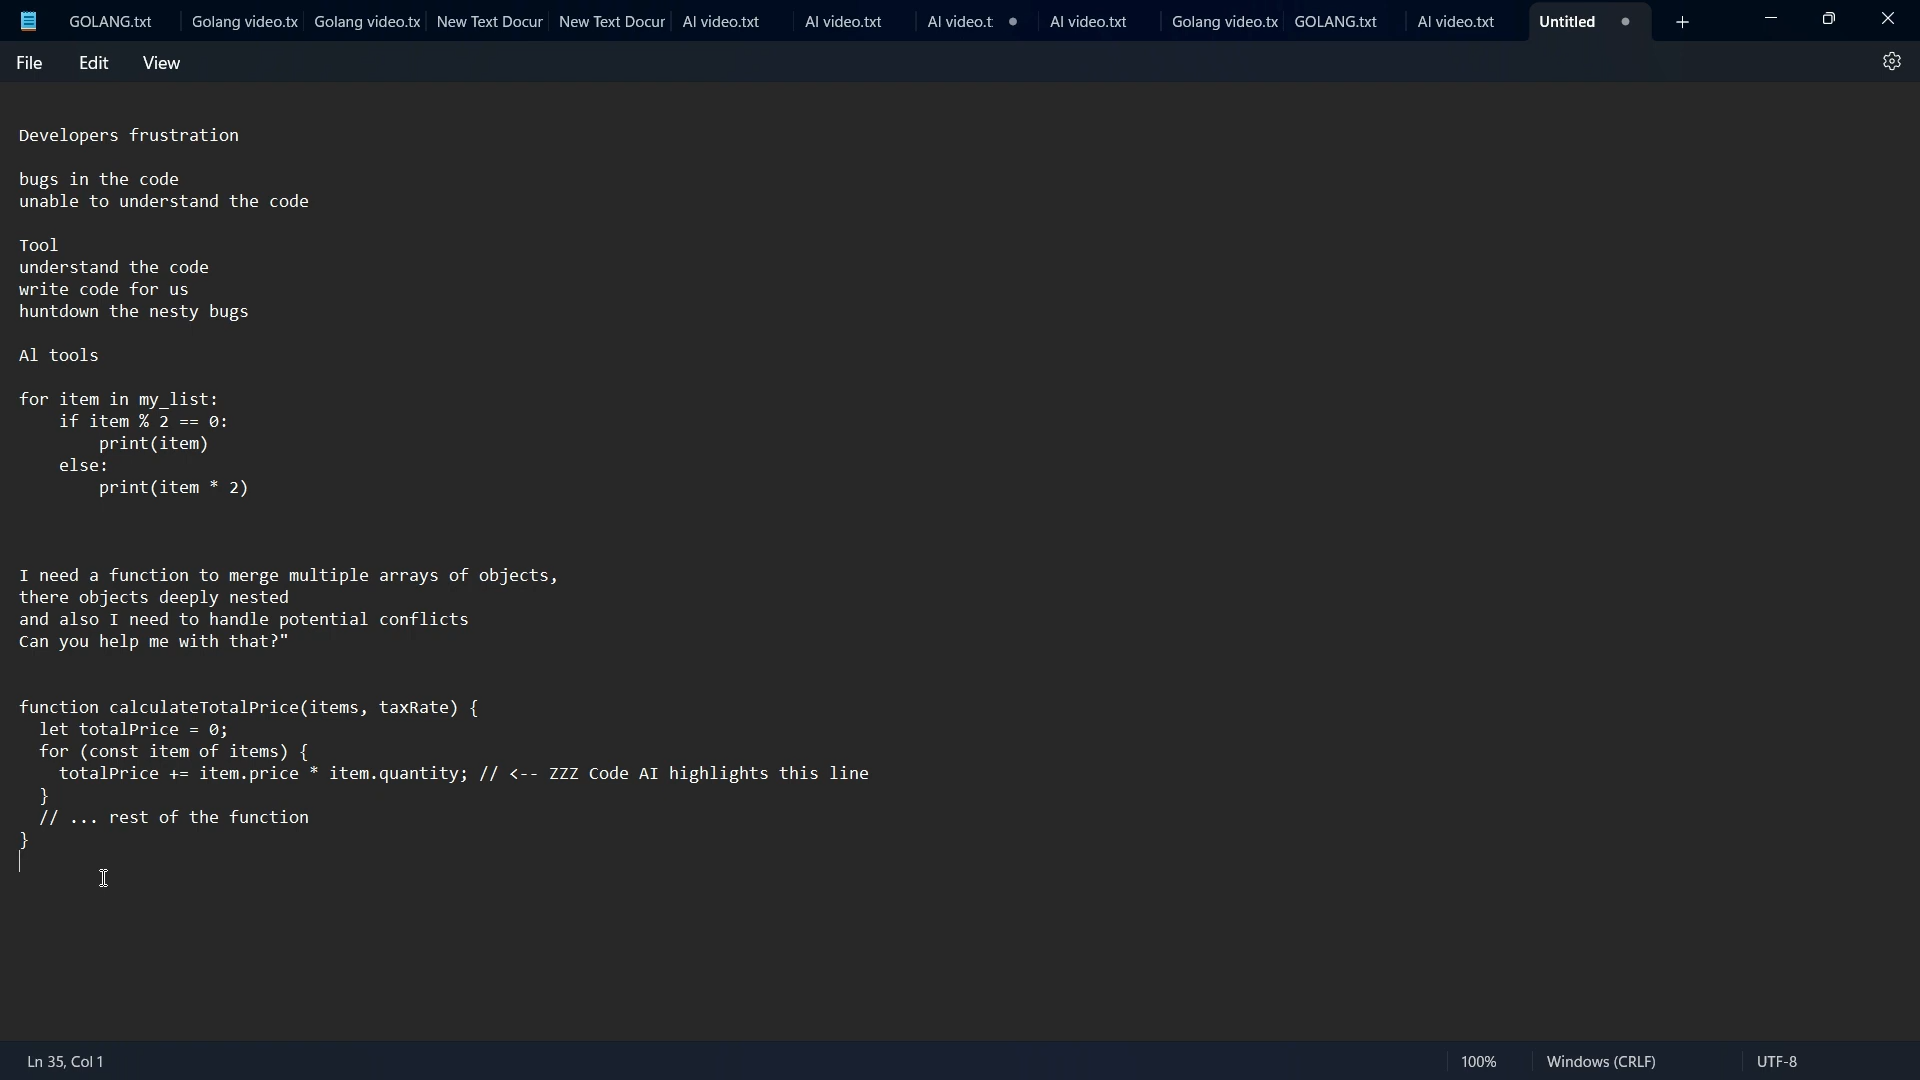 GOLANG.txt Golang video.tx Golang video.tx New Text Docur New Text Docur AI video.txt AI video.txt AI video.t AI video.txt Golang video.tx GOLANG.txt AI video.txt Untitled
File Edit View
Developers frustration
bugs in the code
unable to understand the code
Tool
understand the code
write code for us
huntdown the nesty bugs
Al tools
for item in my_list:
    if item % 2 == 0:
        print(item)
    else:
        print(item * 2)
I need a function to merge multiple arrays of objects,
there objects deeply nested
and also I need to handle potential conflicts
Can you help me with that?"
function calculateTotalPrice(items, taxRate) {
  let totalPrice = 0;
  for (const item of items) {
    totalPrice += item.price * item.quantity; // <-- ZZZ Code AI highlights this line
  }
  // ... rest of the function
}
Ln 35, Col 1 100% Windows (CRLF) UTF-8